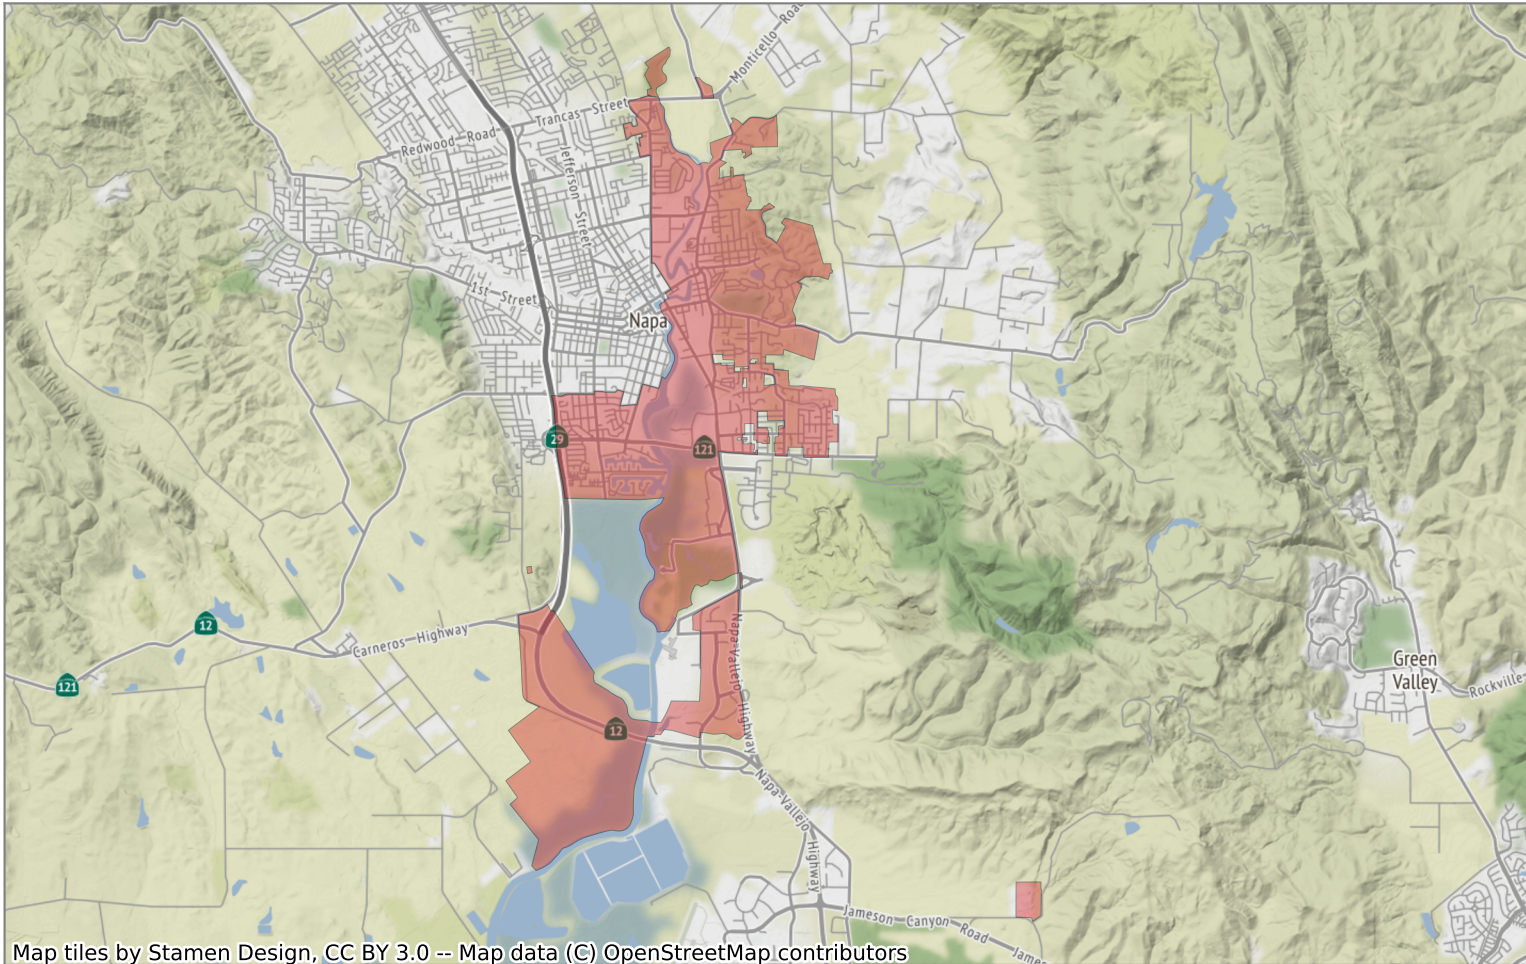 Monticello Road
Trancas Street
Redwood Road
Jefferson Street
1st Street
Napa
29
121
12
Carneros Highway
121
Napa-Vallejo Highway
12
Green
Valley
Rockville
Napa-Vallejo Highway
Jameson Canyon Road
James
Map tiles by Stamen Design, CC BY 3.0 -- Map data (C) OpenStreetMap contributors